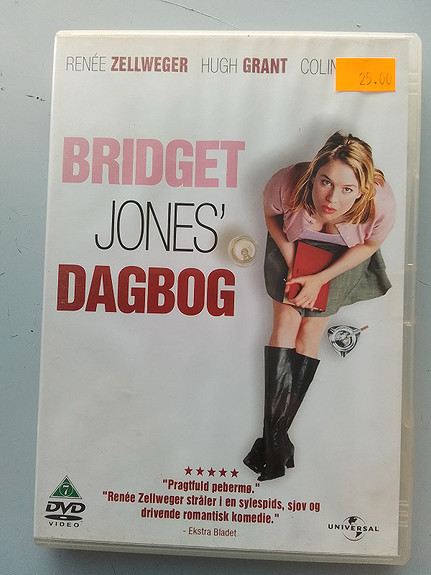 RENÉE ZELLWEGER HUGH GRANT COLIN
25.00
BRIDGET
JONES'
DAGBOG
★★★★★
"Pragtfuld pebermø."
"Renée Zellweger stråler i en sylespids, sjov og
drivende romantisk komedie."
- Ekstra Bladet
7
DVD
VIDEO
UNIVERSAL